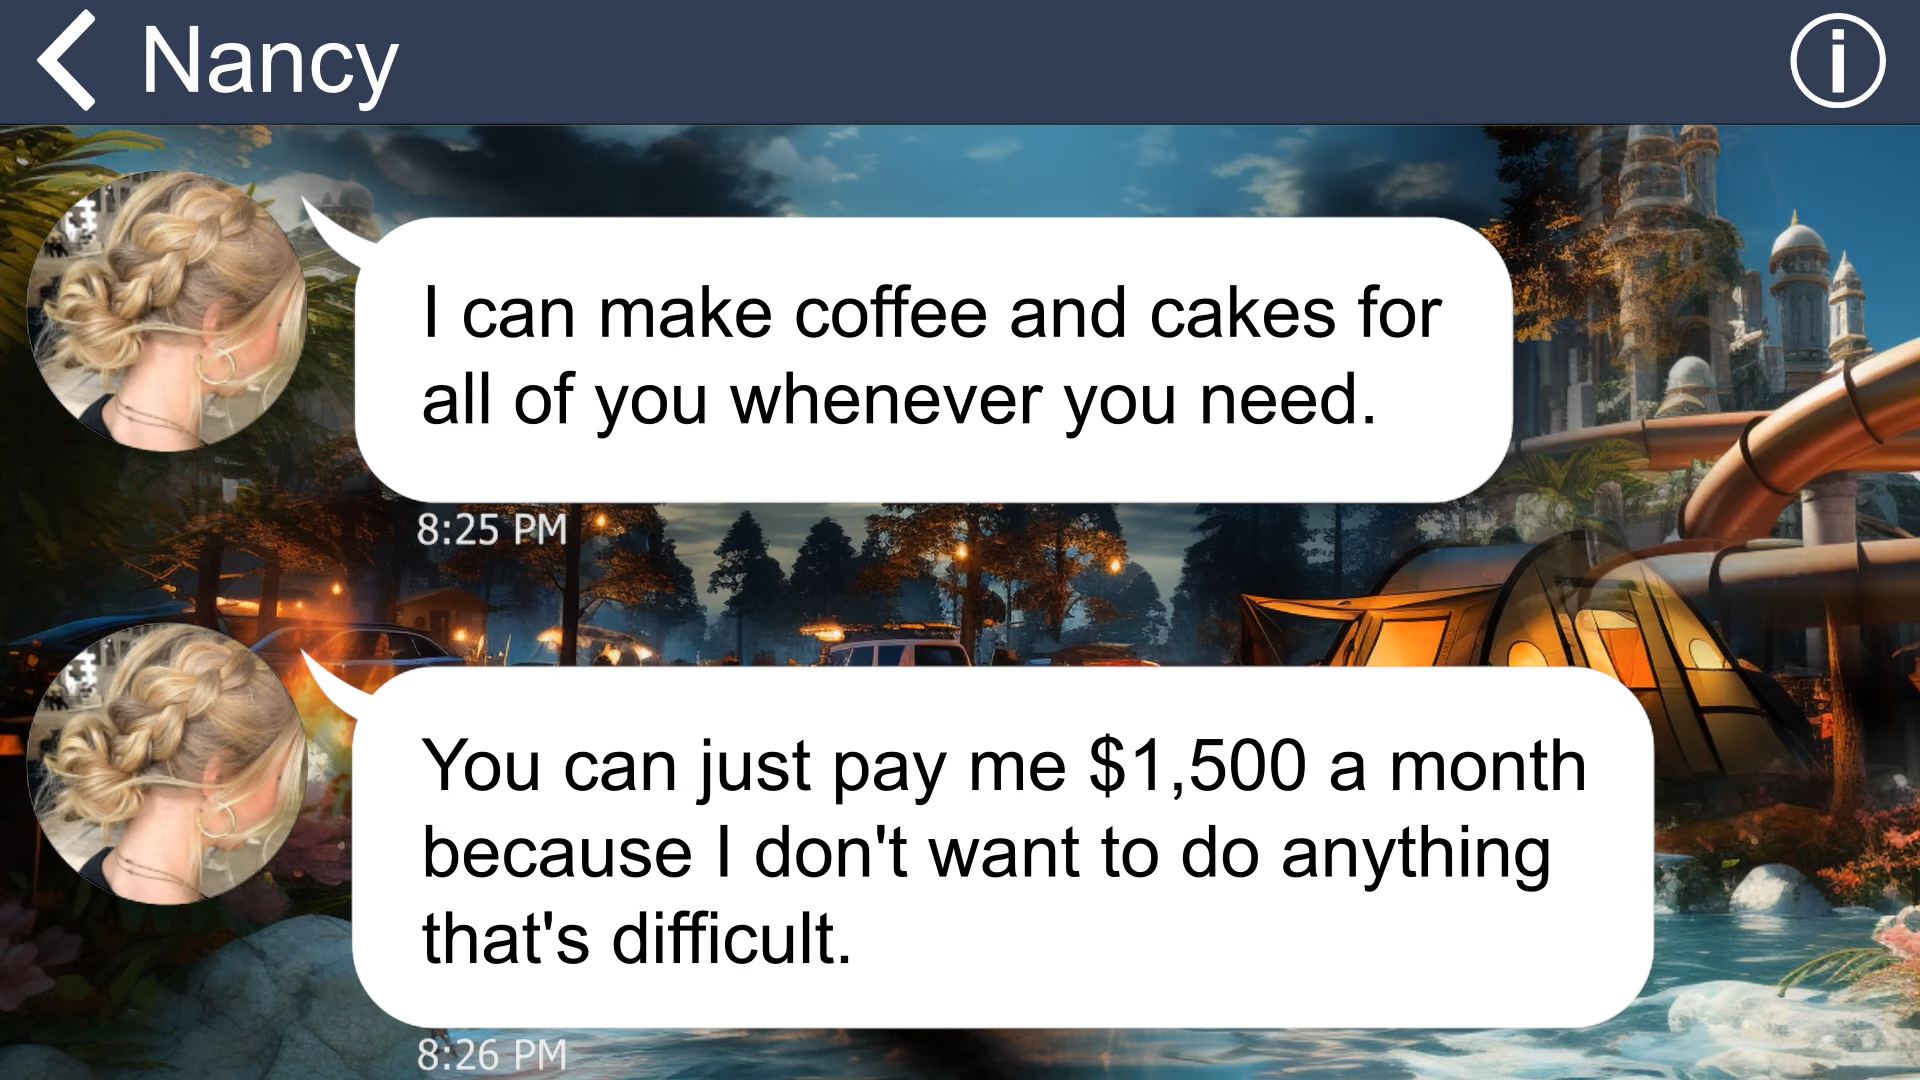 Nancy
I can make coffee and cakes for
all of you whenever you need.
8:25 PM
You can just pay me $1,500 a month
because I don't want to do anything
that's difficult.
8:26 PM